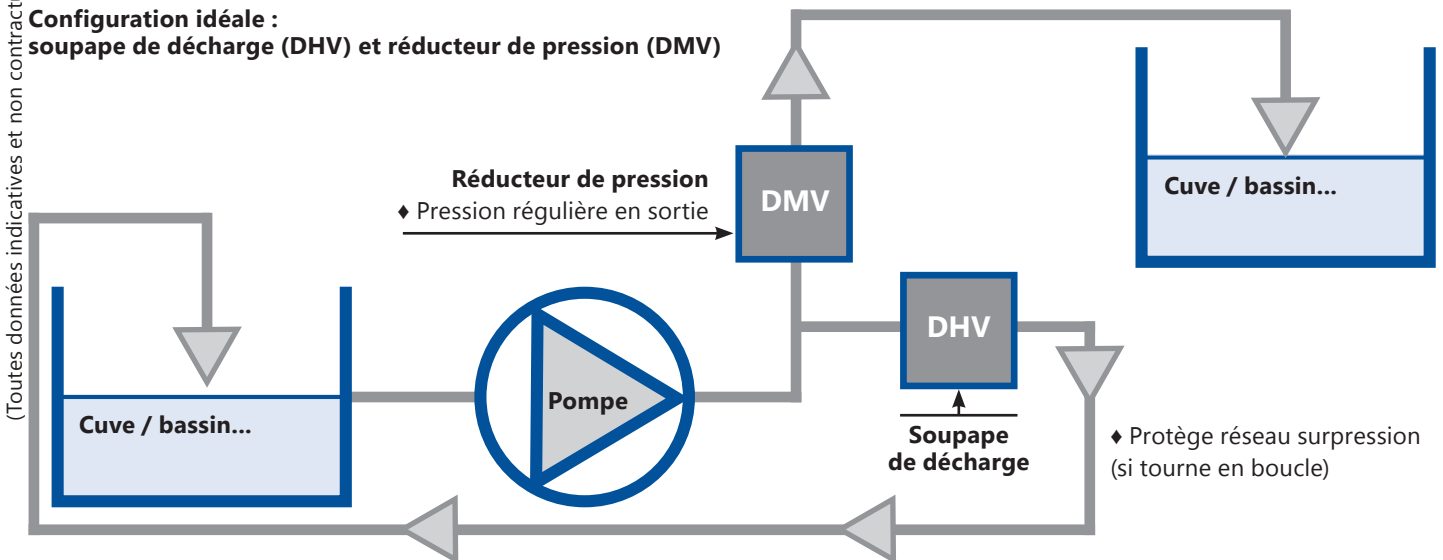 Configuration idéale :
soupape de décharge (DHV) et réducteur de pression (DMV)
(Toutes données indicatives et non
Réducteur de pression
♦ Pression régulière en sortie
DMV
Cuve / bassin...
DHV
Cuve / bassin...
Pompe
Soupape
de décharge
♦ Protège réseau surpression
(si tourne en boucle)